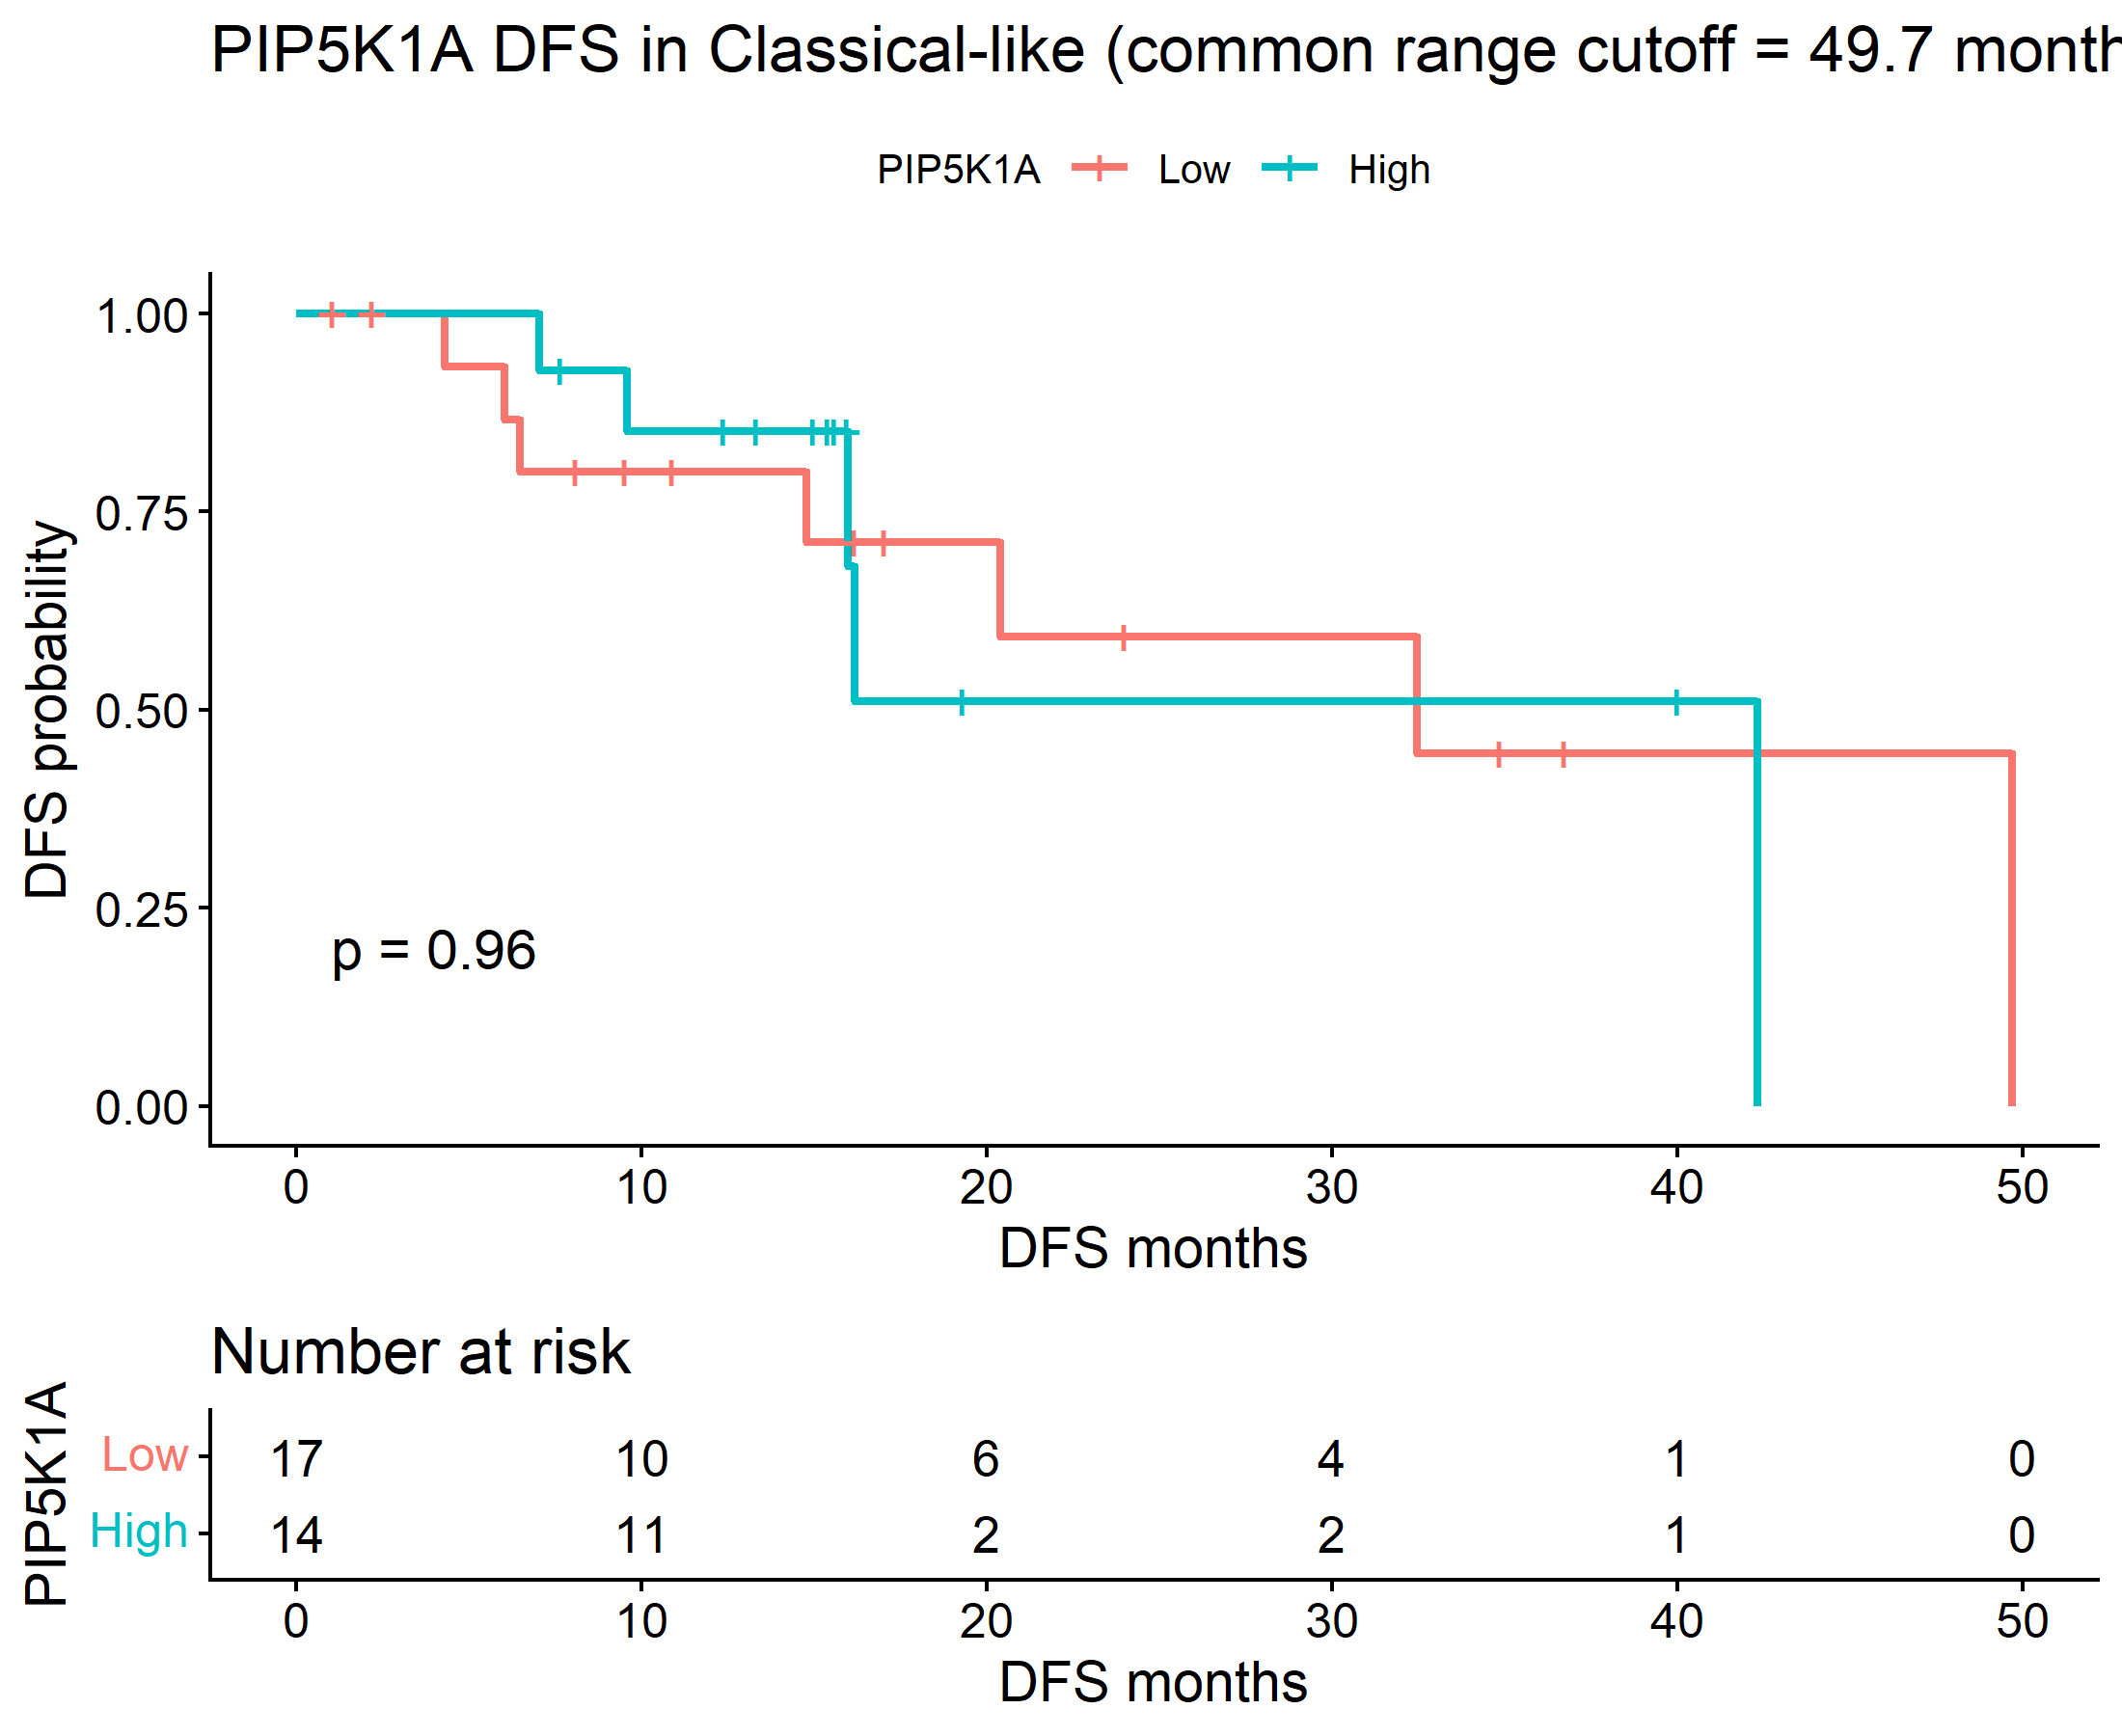 PIP5K1A DFS in Classical-like (common range cutoff = 49.7 month
PIP5K1A Low High
1.00
0.75
0.50
0.25
0.00
DFS probability
p = 0.96
0 10 20 30 40 50
DFS months
Number at risk
PIP5K1A
Low 17 10 6 4 1 0
High 14 11 2 2 1 0
0 10 20 30 40 50
DFS months